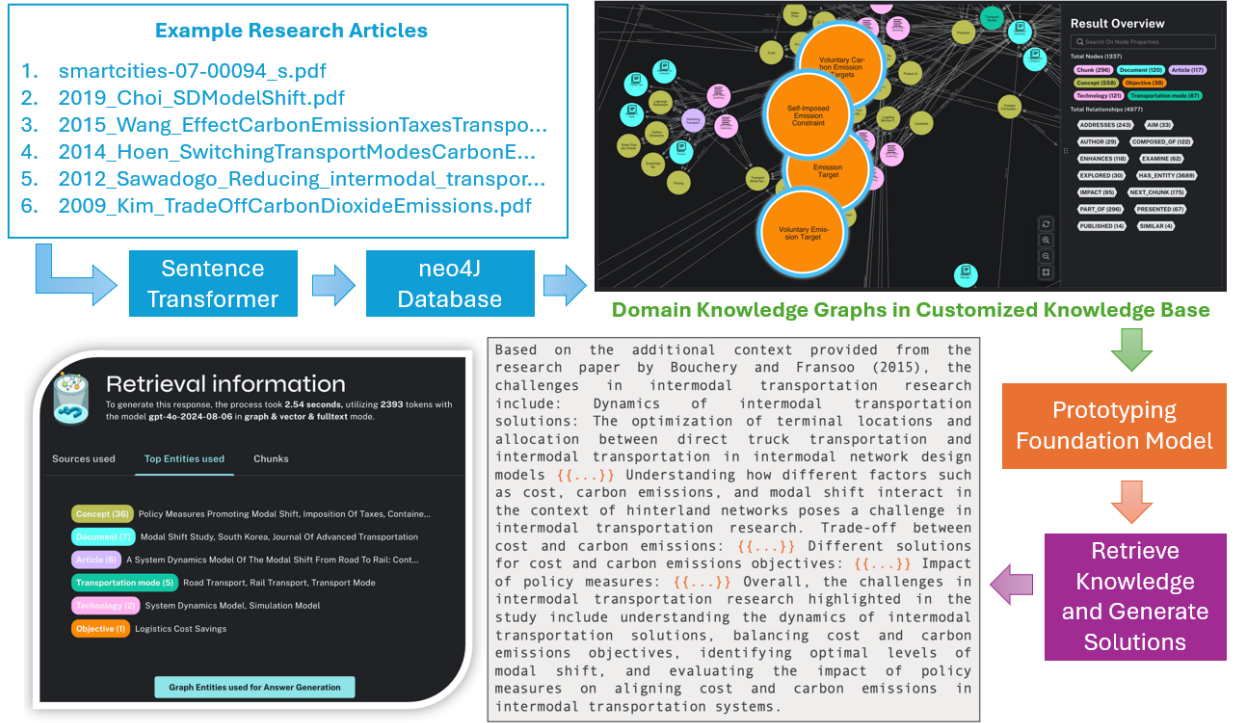 Example Research Articles
1. smartcities-07-00094_s.pdf
2. 2019_Choi_SDModelShift.pdf
3. 2015_Wang_EffectCarbonEmissionTaxesTranspo...
4. 2014_Hoen_SwitchingTransportModesCarbonE...
5. 2012_Sawadogo_Reducing_intermodal_transpor...
6. 2009_Kim_TradeOffCarbonDioxideEmissions.pdf
Sentence
Transformer
neo4J
Database
Voluntary Car-
bon Emission
Targets
Self-Imposed
Emission
Constraint
Emission
Target
Voluntary Emis-
sion Target
Result Overview
Search On Node Properties
Total Nodes (1337)
Chunk (296) Document (120) Article (117)
Concept (558) Objective (38)
Technology (121) Transportation mode (87)
Total Relationships (4977)
ADDRESSES (243) AIM (33)
AUTHOR (29) COMPOSED_OF (122)
ENHANCES (118) EXAMINE (62)
EXPLORED (30) HAS_ENTITY (3689)
IMPACT (95) NEXT_CHUNK (175)
PART_OF (296) PRESENTED (67)
PUBLISHED (14) SIMILAR (4)
Domain Knowledge Graphs in Customized Knowledge Base
Prototyping
Foundation Model
Retrieve
Knowledge
and Generate
Solutions
Based on the additional context provided from the
research paper by Bouchery and Fransoo (2015), the
challenges in intermodal transportation research
include: Dynamics of intermodal transportation
solutions: The optimization of terminal locations and
allocation between direct truck transportation and
intermodal transportation in intermodal network design
models {{...}} Understanding how different factors such
as cost, carbon emissions, and modal shift interact in
the context of hinterland networks poses a challenge in
intermodal transportation research. Trade-off between
cost and carbon emissions: {{...}} Different solutions
for cost and carbon emissions objectives: {{...}} Impact
of policy measures: {{...}} Overall, the challenges in
intermodal transportation research highlighted in the
study include understanding the dynamics of intermodal
transportation solutions, balancing cost and carbon
emissions objectives, identifying optimal levels of
modal shift, and evaluating the impact of policy
measures on aligning cost and carbon emissions in
intermodal transportation systems.
Retrieval information
To generate this response, the process took 2.54 seconds, utilizing 2393 tokens with
the model gpt-4o-2024-08-06 in graph & vector & fulltext mode.
Sources used Top Entities used Chunks
Concept (36) Policy Measures Promoting Modal Shift, Imposition Of Taxes, Containe...
Document (7) Modal Shift Study, South Korea, Journal Of Advanced Transportation
Article (6) A System Dynamics Model Of The Modal Shift From Road To Rail: Cont...
Transportation mode (5) Road Transport, Rail Transport, Transport Mode
Technology (2) System Dynamics Model, Simulation Model
Objective (1) Logistics Cost Savings
Graph Entities used for Answer Generation